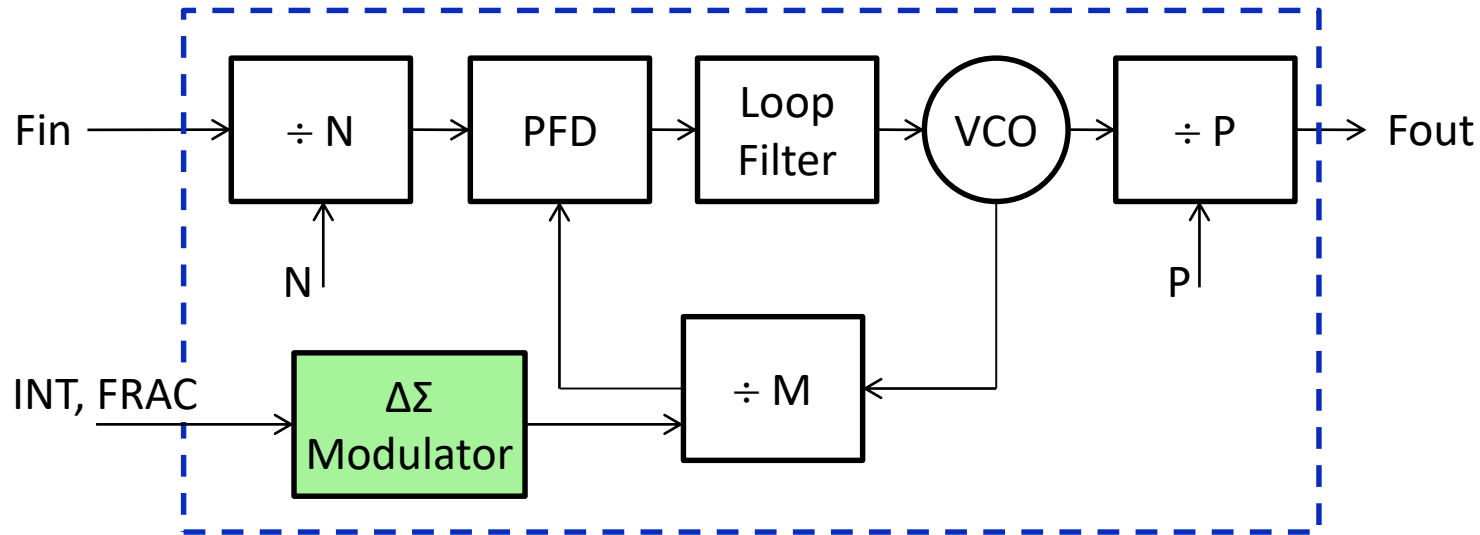 Fin
÷ N
PFD
Loop
Filter
VCO
÷ P
Fout
N
P
INT, FRAC
ΔΣ
Modulator
÷ M